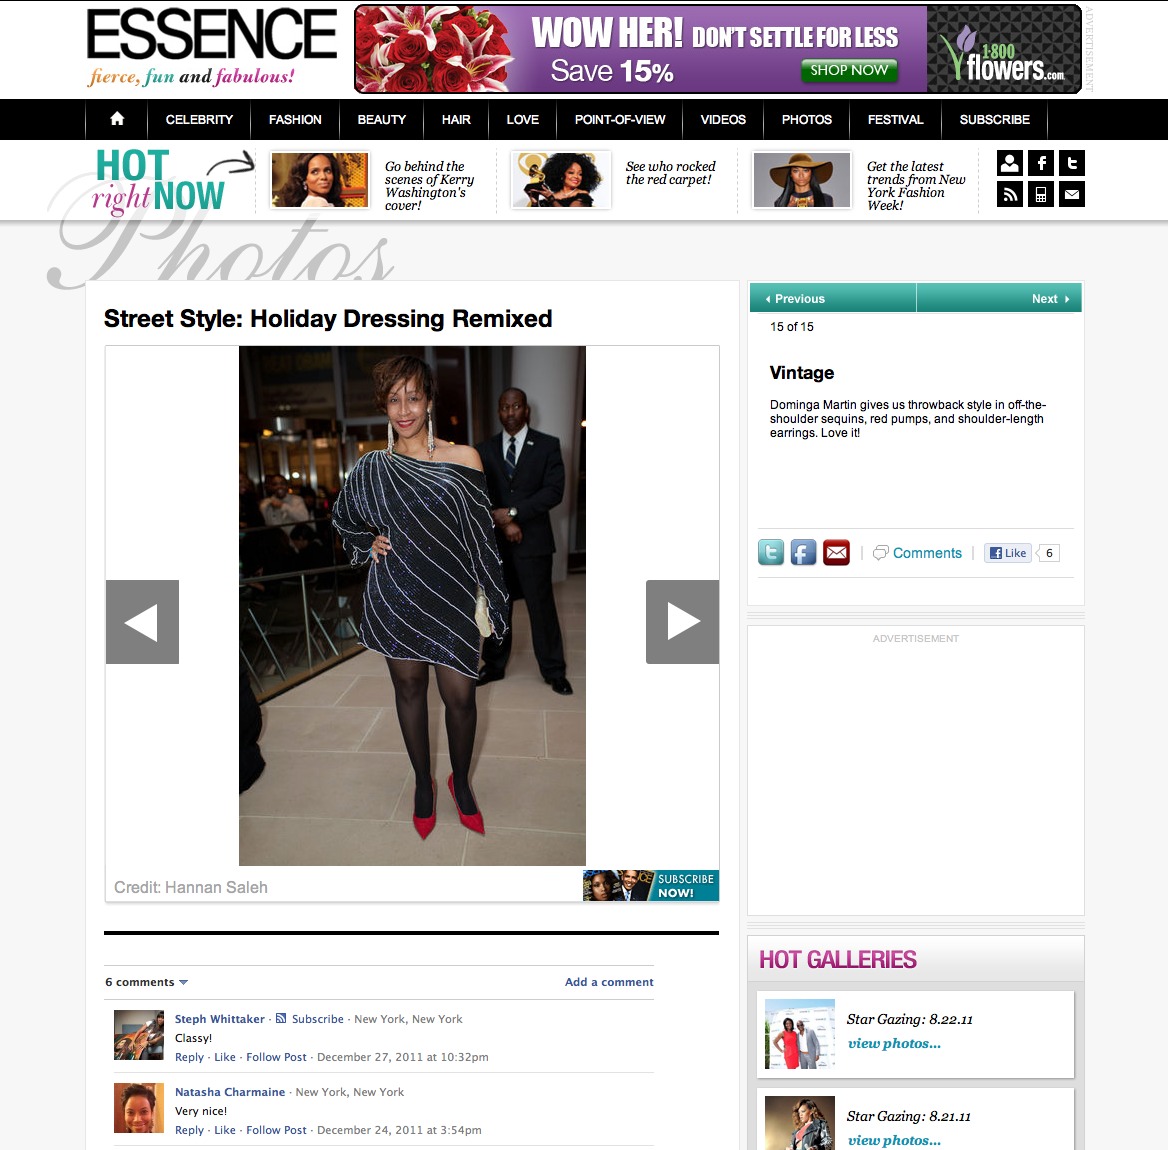 ESSENCE
fierce, fun and fabulous!
WOW HER! DON'T SETTLE FOR LESS
Save 15%
SHOP NOW
1·800
flowers.com
ADVERTISEMENT
CELEBRITY
FASHION
BEAUTY
HAIR
LOVE
POINT-OF-VIEW
VIDEOS
PHOTOS
FESTIVAL
SUBSCRIBE
HOT
right NOW
Go behind the
scenes of Kerry
Washington's
cover!
See who rocked
the red carpet!
Get the latest
trends from New
York Fashion
Week!
Photos
Street Style: Holiday Dressing Remixed
Credit: Hannan Saleh
SUBSCRIBE
NOW!
Previous
Next
15 of 15
Vintage
Dominga Martin gives us throwback style in off-the-
shoulder sequins, red pumps, and shoulder-length
earrings. Love it!
Comments
Like
6
ADVERTISEMENT
6 comments
Add a comment
Steph Whittaker · Subscribe · New York, New York
Classy!
Reply · Like · Follow Post · December 27, 2011 at 10:32pm
Natasha Charmaine · New York, New York
Very nice!
Reply · Like · Follow Post · December 24, 2011 at 3:54pm
HOT GALLERIES
Star Gazing: 8.22.11
view photos...
Star Gazing: 8.21.11
view photos...